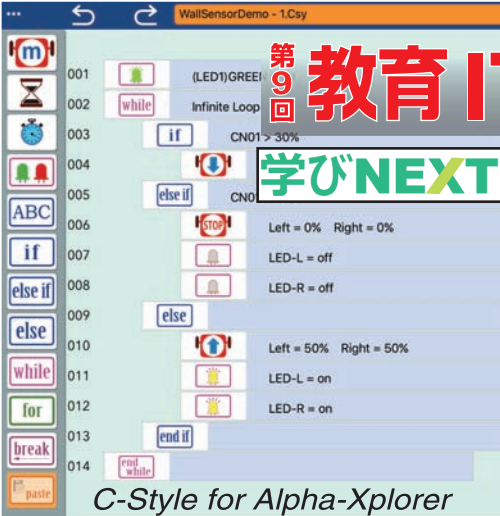 WallSensorDemo - 1.Csy
第9回 教育IT
学びNEXT
m
ABC
if
else if
else
while
for
break
paste
001 (LED1)GREEN
002 while Infinite Loop
003 if CN01 > 30%
004
005 else if CN0
006 STOP Left = 0% Right = 0%
007 LED-L = off
008 LED-R = off
009 else
010 Left = 50% Right = 50%
011 LED-L = on
012 LED-R = on
013 end if
014 end while
C-Style for Alpha-Xplorer